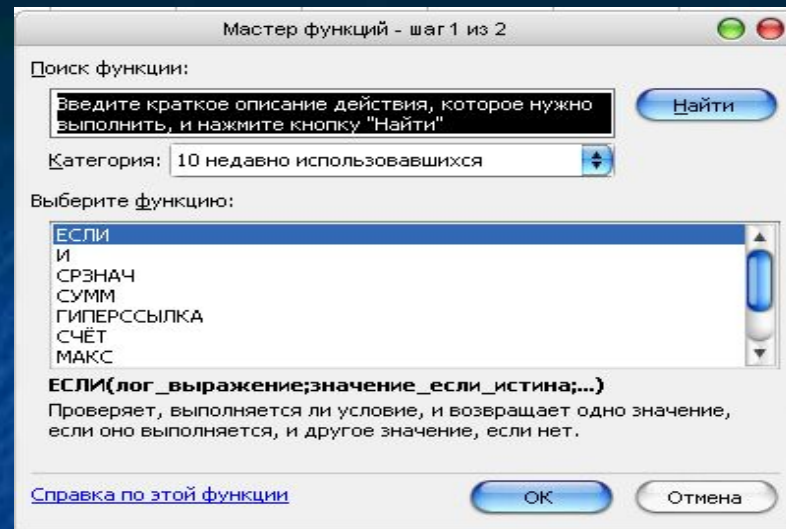 Мастер функций - шаг 1 из 2
Поиск функции:
Введите краткое описание действия, которое нужно
выполнить, и нажмите кнопку "Найти"
Найти
Категория: 10 недавно использовавшихся
Выберите функцию:
ЕСЛИ
И
СРЗНАЧ
СУММ
ГИПЕРССЫЛКА
СЧЁТ
МАКС
ЕСЛИ(лог_выражение;значение_если_истина;...)
Проверяет, выполняется ли условие, и возвращает одно значение,
если оно выполняется, и другое значение, если нет.
Справка по этой функции
ОК
Отмена